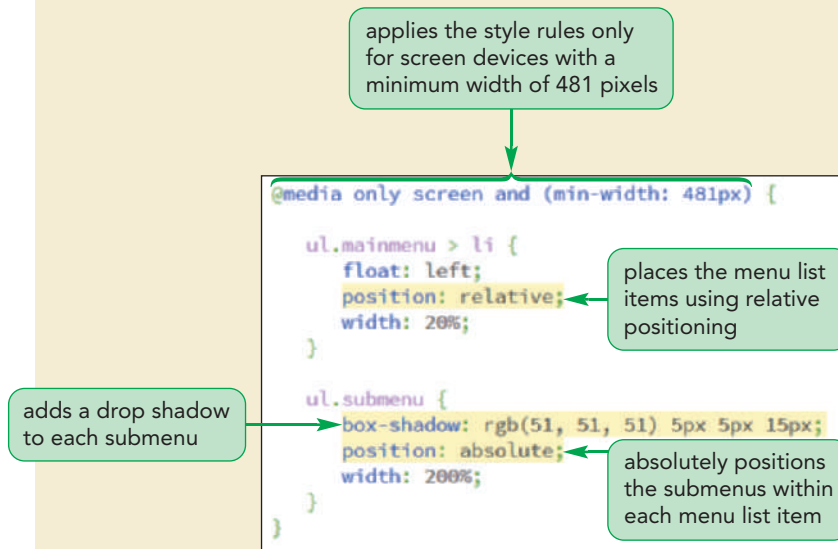 applies the style rules only
for screen devices with a
minimum width of 481 pixels
@media only screen and (min-width: 481px) {
ul.mainmenu > li {
float: left;
position: relative;
width: 20%;
}
places the menu list
items using relative
positioning
ul.submenu {
box-shadow: rgb(51, 51, 51) 5px 5px 15px;
position: absolute;
width: 200%;
}
}
adds a drop shadow
to each submenu
absolutely positions
the submenus within
each menu list item